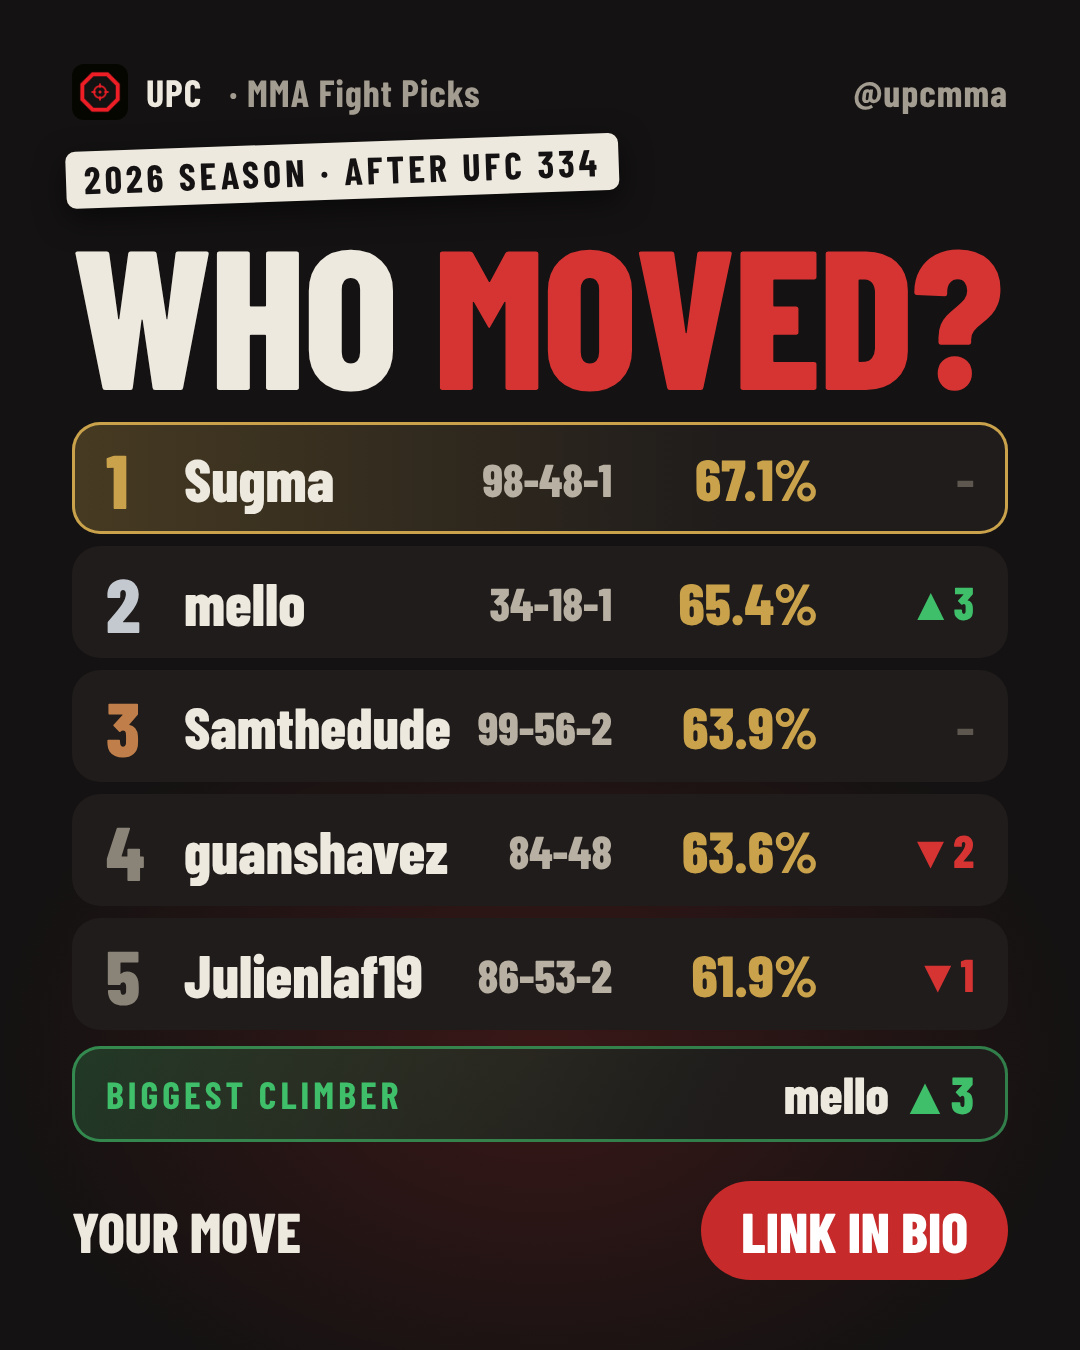 UPC · MMA Fight Picks @upcmma
2026 SEASON · AFTER UFC 334
WHO MOVED?
1 Sugma 98-48-1 67.1% -
2 mello 34-18-1 65.4% ▲3
3 Samthedude 99-56-2 63.9% -
4 guanshavez 84-48 63.6% ▼2
5 Julienlaf19 86-53-2 61.9% ▼1
BIGGEST CLIMBER mello ▲3
YOUR MOVE LINK IN BIO